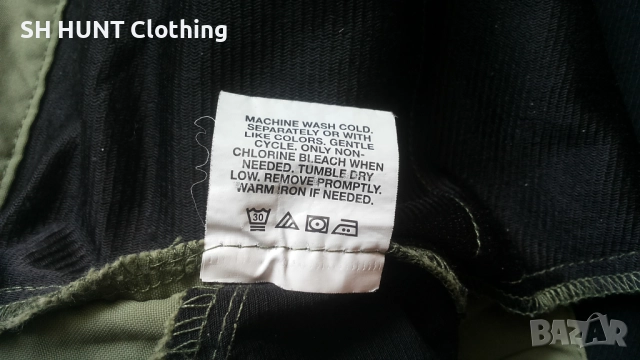 SH HUNT Clothing
MACHINE WASH COLD.
SEPARATELY OR WITH
LIKE COLORS. GENTLE
CYCLE. ONLY NON-
CHLORINE BLEACH WHEN
NEEDED. TUMBLE DRY
LOW. REMOVE PROMPTLY.
WARM IRON IF NEEDED.
30
BAZAR